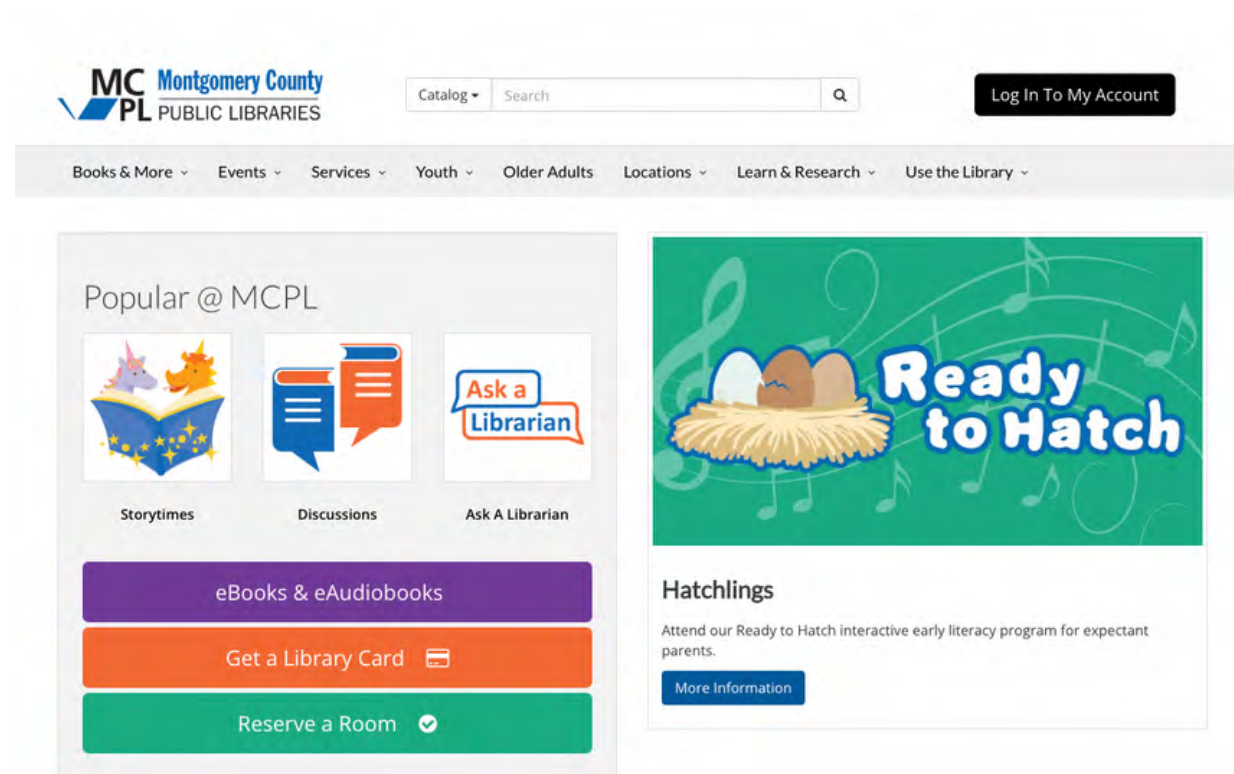 MC Montgomery County
PL PUBLIC LIBRARIES
Catalog
Search
Log In To My Account
Books & More
Events
Services
Youth
Older Adults
Locations
Learn & Research
Use the Library
Popular @ MCPL
Ask a
Librarian
Storytimes
Discussions
Ask A Librarian
eBooks & eAudiobooks
Get a Library Card
Reserve a Room
Ready
to Hatch
Hatchlings
Attend our Ready to Hatch interactive early literacy program for expectant
parents.
More Information